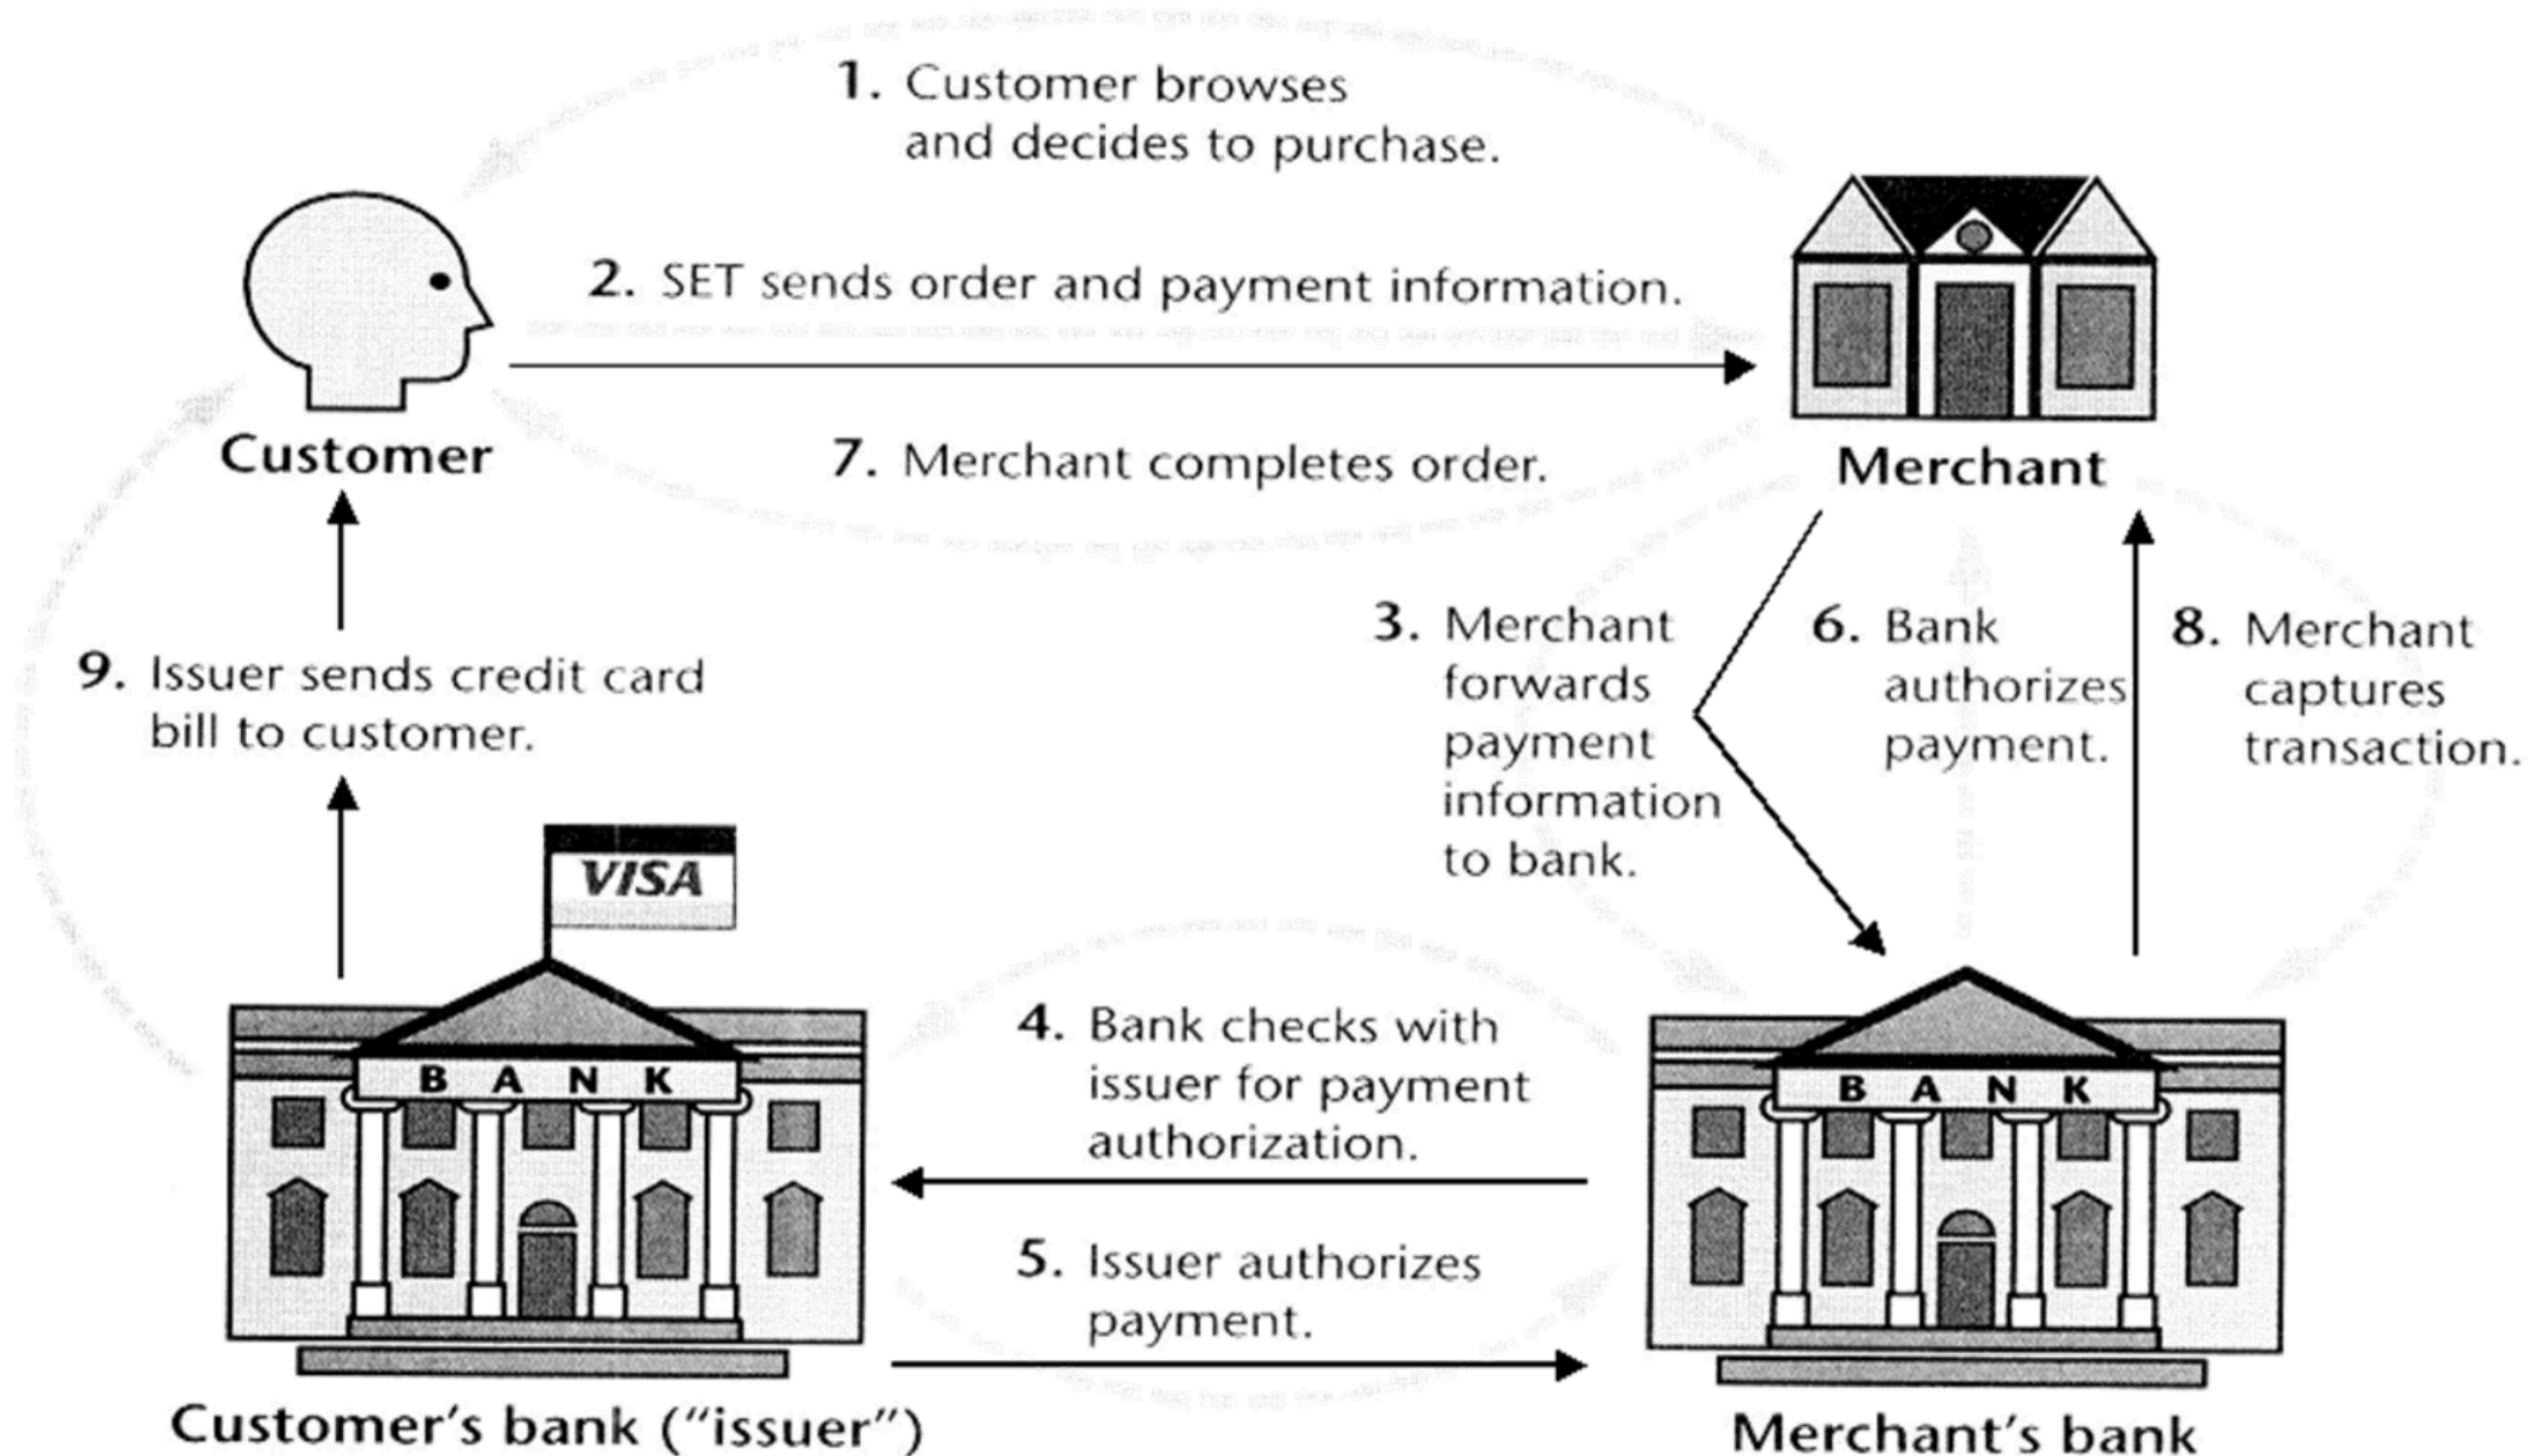 1. Customer browses
and decides to purchase.
2. SET sends order and payment information.
Customer
7. Merchant completes order.
Merchant
3. Merchant
forwards
payment
information
to bank.
6. Bank
authorizes
payment.
8. Merchant
captures
transaction.
9. Issuer sends credit card
bill to customer.
VISA
BANK
4. Bank checks with
issuer for payment
authorization.
BANK
5. Issuer authorizes
payment.
Customer's bank ("issuer")
Merchant's bank